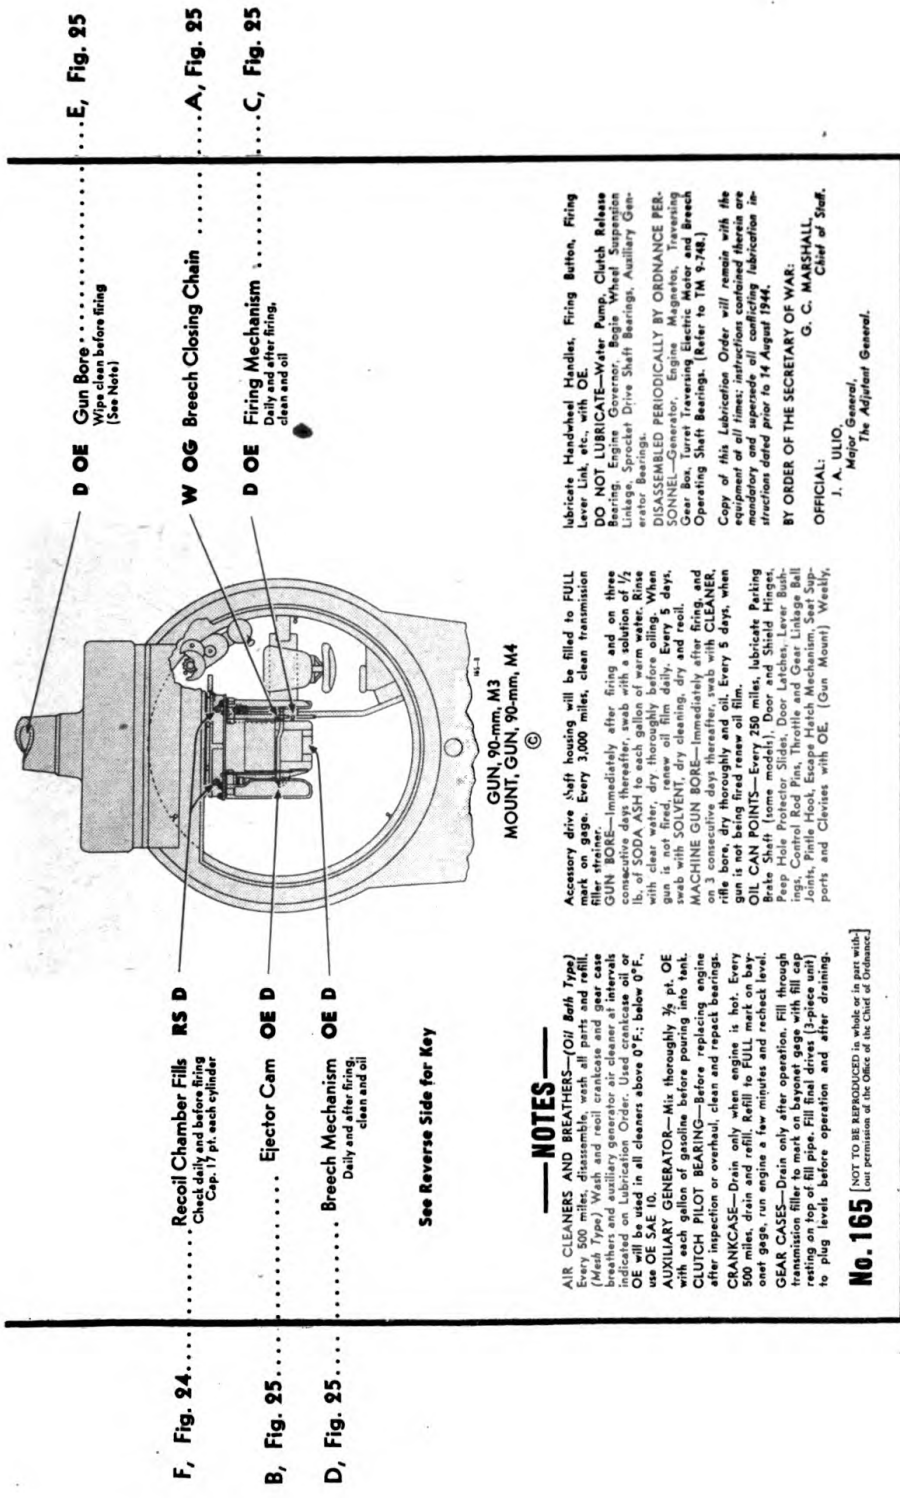 F, Fig. 24..........Recoil Chamber Fills RS D
Check daily and before firing
Cap. 17 pt. each cylinder
B, Fig. 25..........Ejector Cam OE D
D, Fig. 25..........Breech Mechanism OE D
Daily and after firing,
clean and oil
See Reverse Side for Key
D OE Gun Bore..........E, Fig. 25
Wipe clean before firing
(See Note)
W OG Breech Closing Chain ..........A, Fig. 25
D OE Firing Mechanism ..........C, Fig. 25
Daily and after firing,
clean and oil
GUN, 90-mm, M3
MOUNT, GUN, 90-mm, M4
©
NOTES
AIR CLEANERS AND BREATHERS—(Oil Bath Type)
Every 500 miles, disassemble, wash all parts and refill.
(Mesh Type) Wash and reoil crankcase and gear case
breathers and auxiliary generator air cleaner at intervals
indicated on Lubrication Order. Used crankcase oil or
OE will be used in all cleaners above 0°F.; below 0°F.,
use OE SAE 10.
AUXILIARY GENERATOR—Mix thoroughly pt. OE
with each gallon of gasoline before pouring into tank.
CLUTCH PILOT BEARING—Before replacing engine
after inspection or overhaul, clean and repack bearings.
CRANKCASE—Drain only when engine is hot. Every
500 miles, drain and refill. Refill to FULL mark on bay-
onet gage, run engine a few minutes and recheck level.
GEAR CASES—Drain only after operation. Fill through
transmission filler to mark on bayonet gage with fill cap
resting on top of fill pipe. Fill final drives (3-piece unit)
to plug levels before operation and after draining.
Accessory drive shaft housing will be filled to FULL
mark on gage. Every 3,000 miles, clean transmission
filler strainer.
GUN BORE—Immediately after firing and on three
consecutive days thereafter, swab with a solution of ½
lb. of SODA ASH to each gallon of warm water. Rinse
with clear water, dry thoroughly before oiling. When
gun is not fired, renew oil film daily. Every 5 days,
swab with SOLVENT, dry cleaning, dry and reoil.
MACHINE GUN BORE—Immediately after firing, and
on 3 consecutive days thereafter, swab with CLEANER,
rifle bore, dry thoroughly and oil. Every 5 days, when
gun is not being fired renew oil film.
OIL CAN POINTS—Every 250 miles, lubricate Parking
Brake Shaft (some models), Door and Shield Hinges,
Peep Hole Protector Slides, Door Latches, Lever Bush-
ings, Control Rod Pins, Throttle and Gear Linkage Ball
Joints, Pintle Hook, Escape Hatch Mechanism, Seat Sup-
ports and Clevises with OE. (Gun Mount) Weekly,
lubricate Handwheel Handles, Firing Button, Firing
Lever Link, etc., with OE.
DO NOT LUBRICATE—Water Pump, Clutch Release
Bearing, Engine Governor, Bogie Wheel Suspension
Linkage, Sprocket Drive Shaft Bearings, Auxiliary Gen-
erator Bearings.
DISASSEMBLED PERIODICALLY BY ORDNANCE PER-
SONNEL—Generator, Engine Magnetos, Traversing
Gear Box, Turret Traversing Electric Motor and Breech
Operating Shaft Bearings. (Refer to TM 9-748.)
Copy of this Lubrication Order will remain with the
equipment at all times; instructions contained therein are
mandatory and supersede all conflicting lubrication in-
structions dated prior to 14 August 1944.
BY ORDER OF THE SECRETARY OF WAR:
G. C. MARSHALL,
Chief of Staff.
OFFICIAL:
J. A. ULIO,
Major General,
The Adjutant General.
No. 165 [NOT TO BE REPRODUCED in whole or in part with-
out permission of the Office of the Chief of Ordnance.]